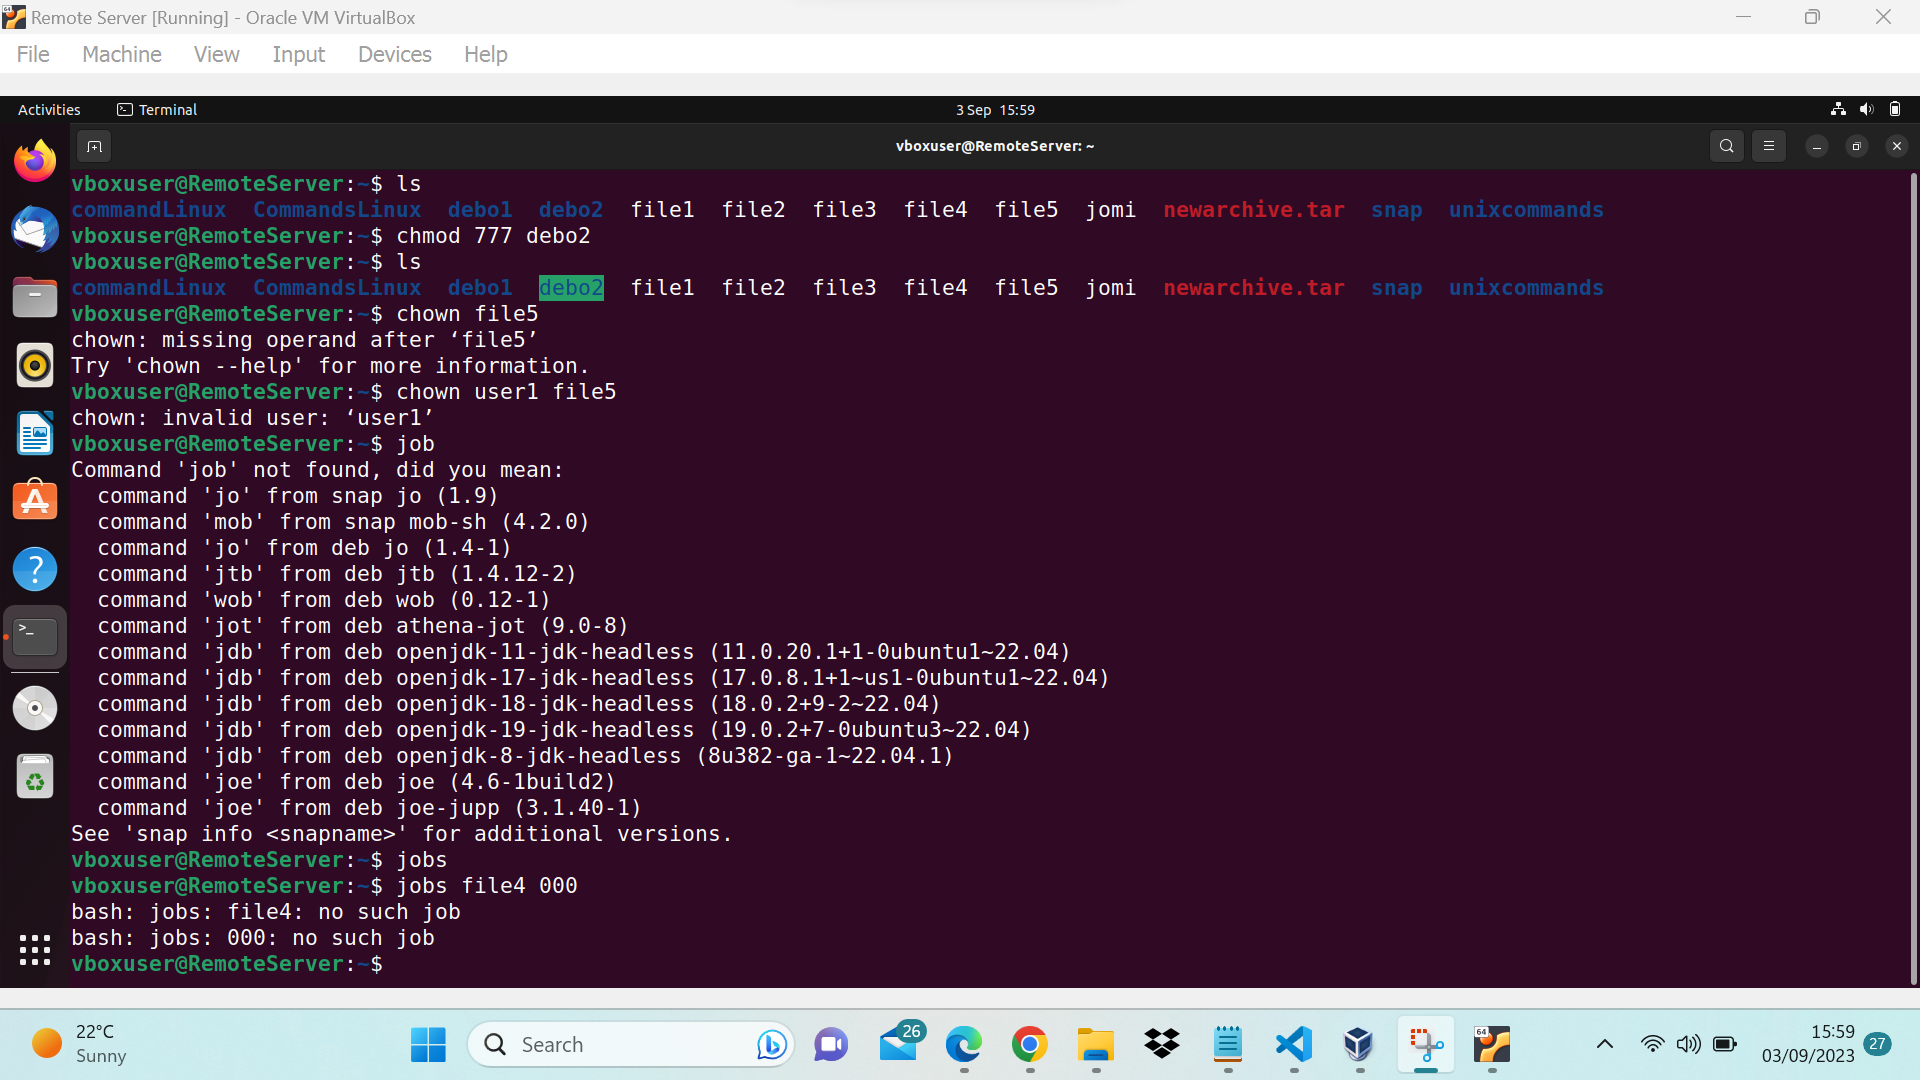 Remote Server [Running] - Oracle VM VirtualBox
File Machine View Input Devices Help
Activities Terminal 3 Sep 15:59
vboxuser@RemoteServer: ~
vboxuser@RemoteServer:~$ ls
commandLinux CommandsLinux debo1 debo2 file1 file2 file3 file4 file5 jomi newarchive.tar snap unixcommands
vboxuser@RemoteServer:~$ chmod 777 debo2
vboxuser@RemoteServer:~$ ls
commandLinux CommandsLinux debo1 debo2 file1 file2 file3 file4 file5 jomi newarchive.tar snap unixcommands
vboxuser@RemoteServer:~$ chown file5
chown: missing operand after ‘file5’
Try 'chown --help' for more information.
vboxuser@RemoteServer:~$ chown user1 file5
chown: invalid user: ‘user1’
vboxuser@RemoteServer:~$ job
Command 'job' not found, did you mean:
  command 'jo' from snap jo (1.9)
  command 'mob' from snap mob-sh (4.2.0)
  command 'jo' from deb jo (1.4-1)
  command 'jtb' from deb jtb (1.4.12-2)
  command 'wob' from deb wob (0.12-1)
  command 'jot' from deb athena-jot (9.0-8)
  command 'jdb' from deb openjdk-11-jdk-headless (11.0.20.1+1-0ubuntu1~22.04)
  command 'jdb' from deb openjdk-17-jdk-headless (17.0.8.1+1~us1-0ubuntu1~22.04)
  command 'jdb' from deb openjdk-18-jdk-headless (18.0.2+9-2~22.04)
  command 'jdb' from deb openjdk-19-jdk-headless (19.0.2+7-0ubuntu3~22.04)
  command 'jdb' from deb openjdk-8-jdk-headless (8u382-ga-1~22.04.1)
  command 'joe' from deb joe (4.6-1build2)
  command 'joe' from deb joe-jupp (3.1.40-1)
See 'snap info <snapname>' for additional versions.
vboxuser@RemoteServer:~$ jobs
vboxuser@RemoteServer:~$ jobs file4 000
bash: jobs: file4: no such job
bash: jobs: 000: no such job
vboxuser@RemoteServer:~$
22°C
Sunny
Search
26
64
15:59
03/09/2023
27